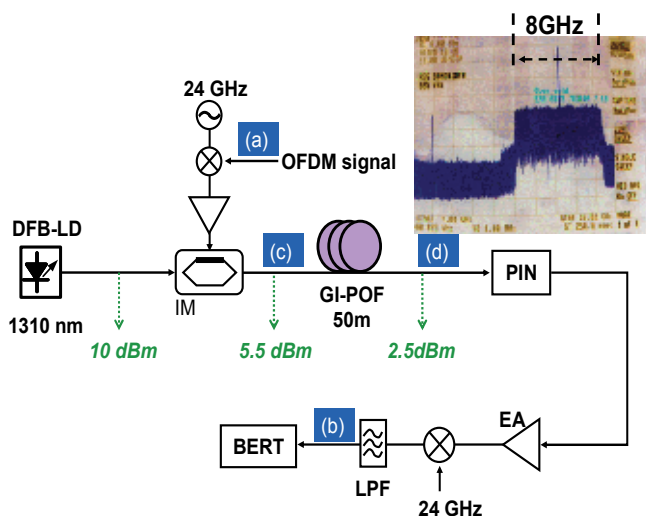 8GHz
24 GHz
(a)
OFDM signal
DFB-LD
1310 nm
IM
(c)
GI-POF
50m
(d)
PIN
10 dBm
5.5 dBm
2.5dBm
BERT
(b)
LPF
EA
24 GHz